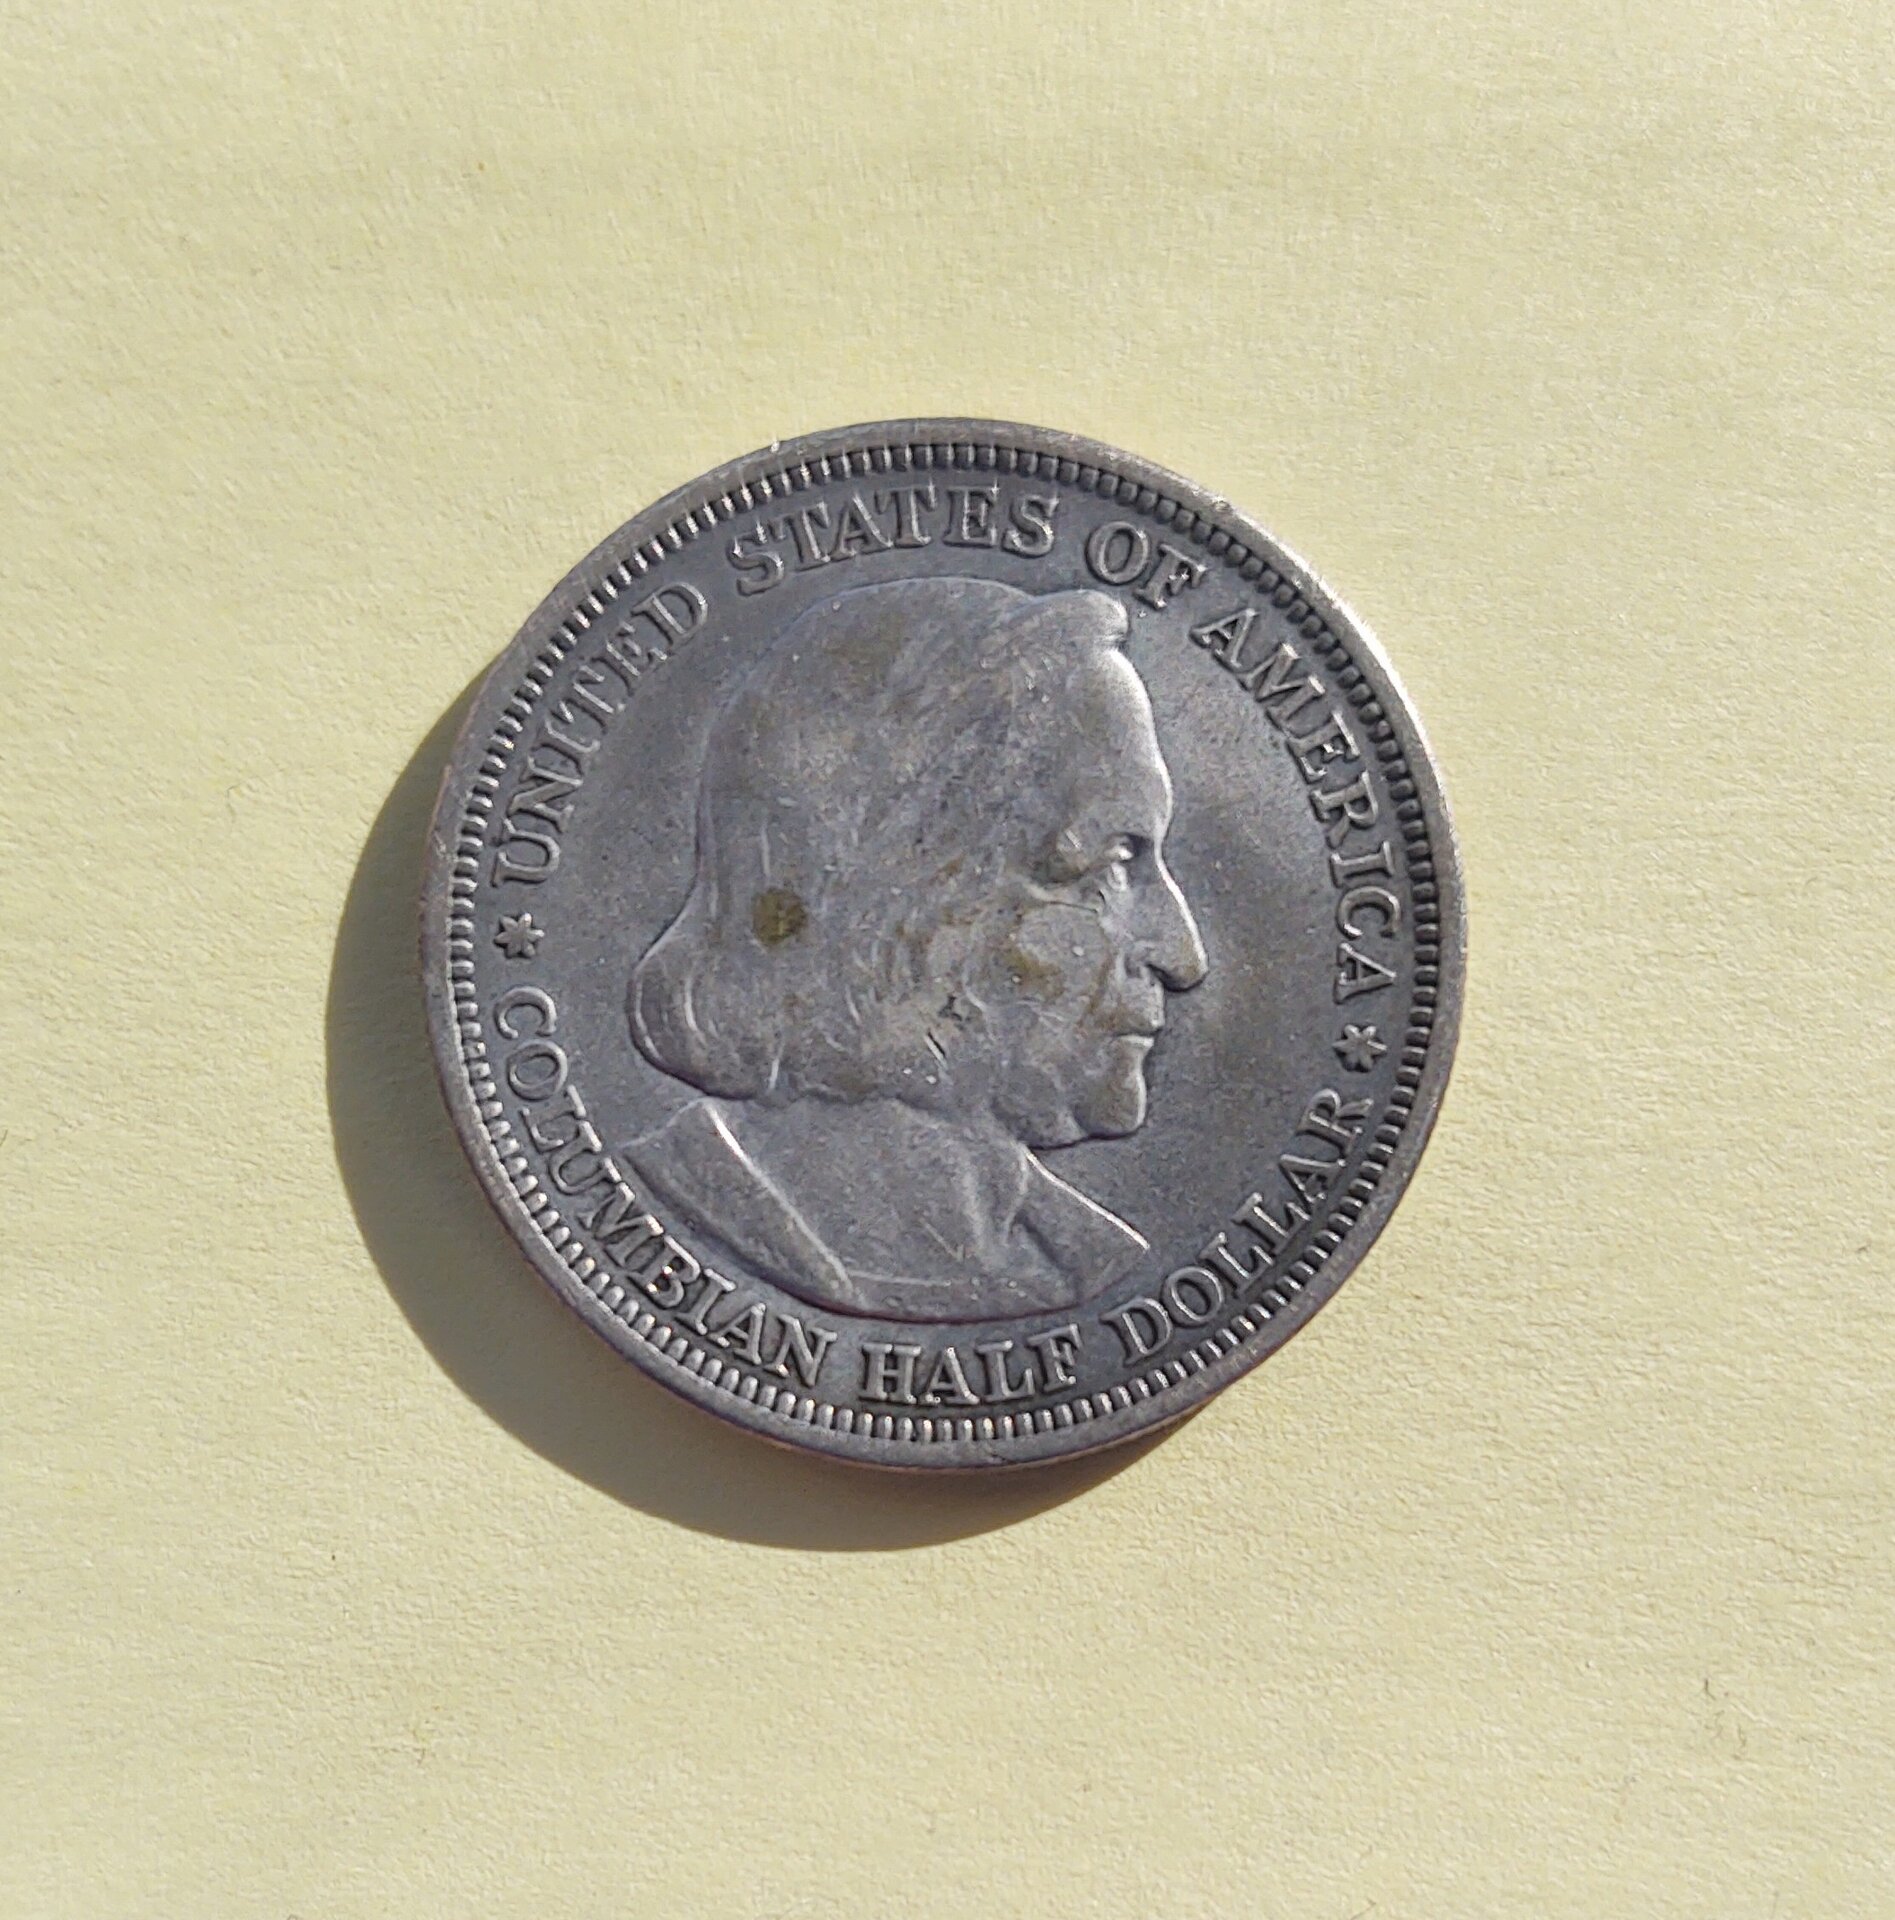 UNITED STATES OF AMERICA
COLUMBIAN HALF DOLLAR